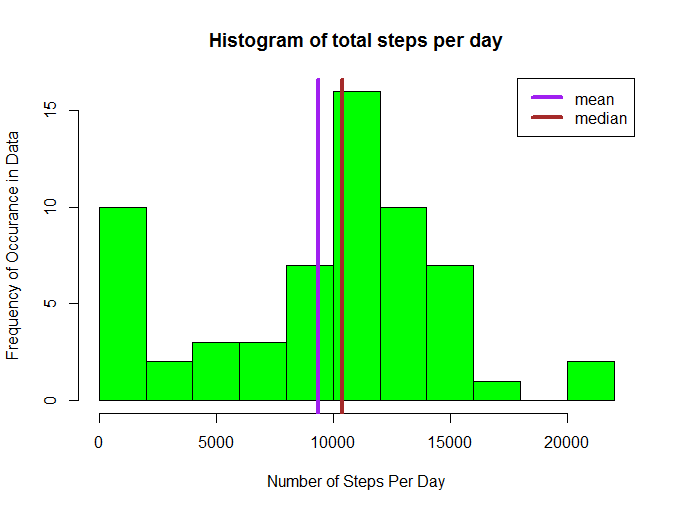 Histogram of total steps per day
mean
median
Frequency of Occurance in Data
15
10
5
0
0 5000 10000 15000 20000
Number of Steps Per Day